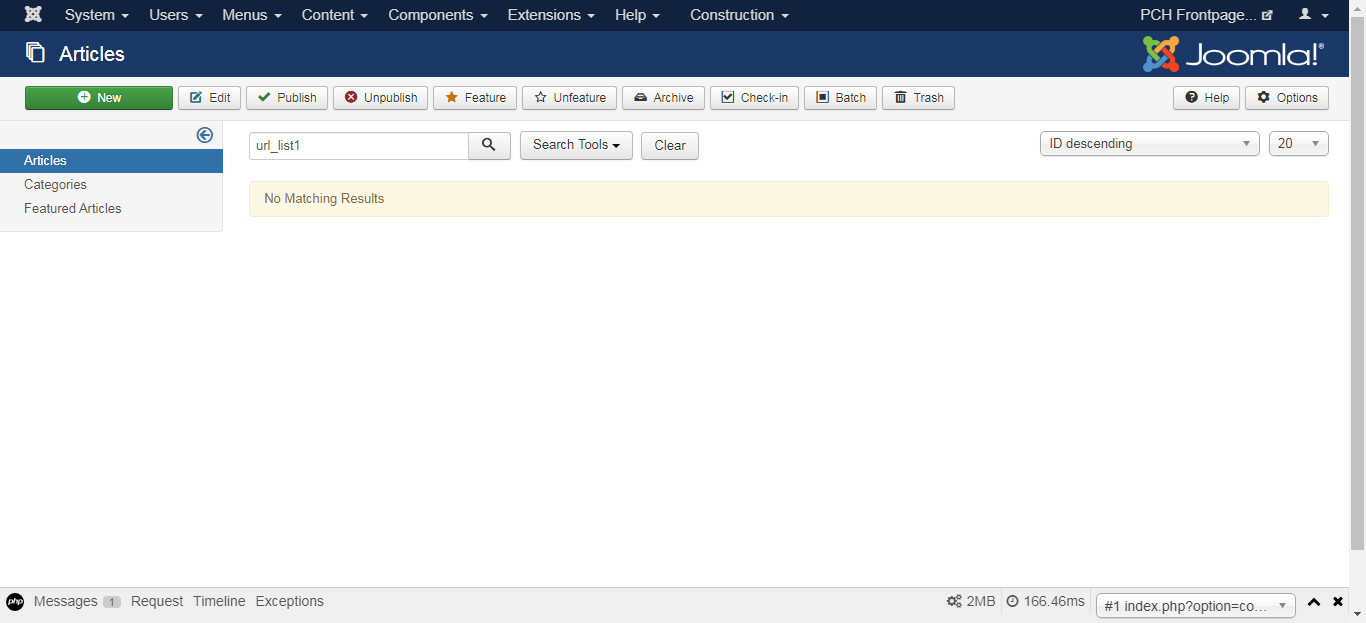 System Users Menus Content Components Extensions Help Construction PCH Frontpage...
Articles Joomla!®
New Edit Publish Unpublish Feature Unfeature Archive Check-in Batch Trash Help Options
url_list1 Search Tools Clear ID descending 20
Articles
Categories
Featured Articles
No Matching Results
php Messages 1 Request Timeline Exceptions 2MB 166.46ms #1 index.php?option=co...